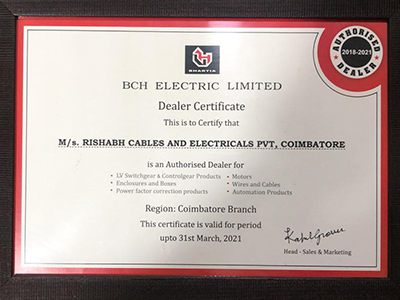 BHARTIA
AUTHORISED
2018-2021
DEALER
BCH ELECTRIC LIMITED
Dealer Certificate
This is to Certify that
M/s. RISHABH CABLES AND ELECTRICALS PVT, COIMBATORE
is an Authorised Dealer for
• LV Switchgear & Controlgear Products • Motors
• Enclosures and Boxes • Wires and Cables
• Power factor correction products • Automation Products
Region: Coimbatore Branch
This certificate is valid for period
upto 31st March, 2021
Kapil Grover
Head - Sales & Marketing